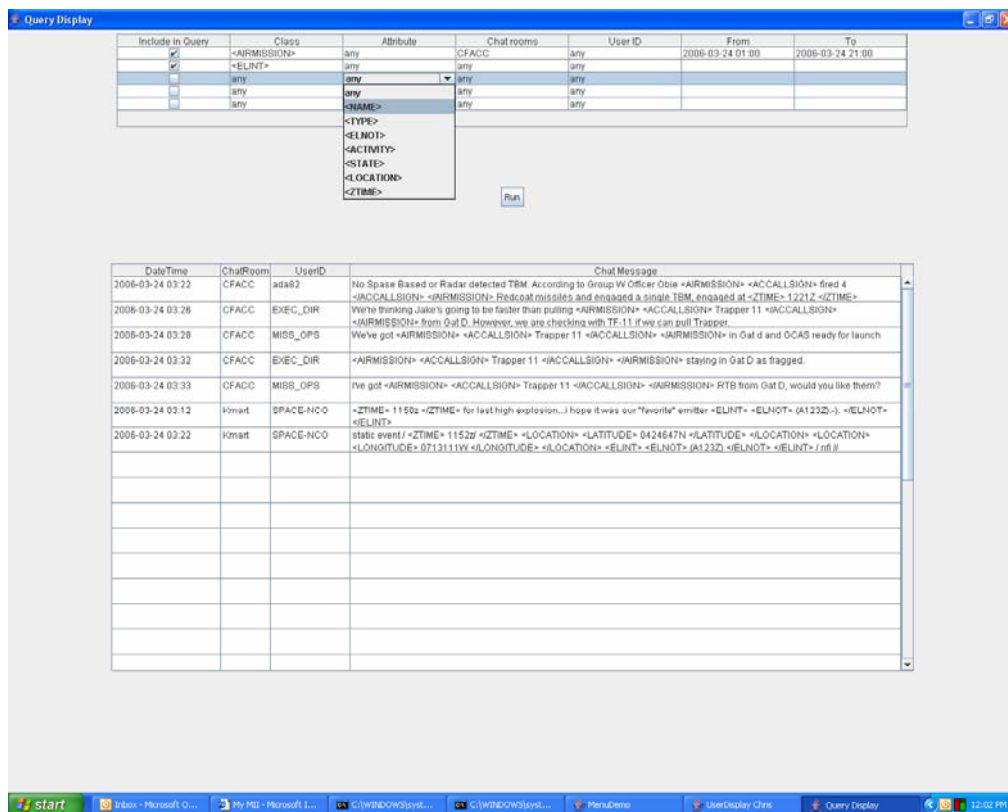 Query Display
Include in Query Class Attribute Chat rooms User ID From To
<AIRMISSION> any CFACC any 2006-03-24 01:00 2006-03-24 21:00
<ELINT> any any any
any any any any
any any any
any any any
any
<NAME>
<TYPE>
<ELNOT>
<ACTIVITY>
<STATE>
<LOCATION>
<ZTIME>
Run
DateTime ChatRoom UserID Chat Message
2006-03-24 03:22 CFACC ada82 No Spase Based or Radar detected TBM. According to Group W Officer Obie <AIRMISSION> <ACCALLSIGN> fired 4
</ACCALLSIGN> </AIRMISSION> Redcoat missiles and engaged a single TBM, engaged at <ZTIME> 1221Z </ZTIME>
2006-03-24 03:26 CFACC EXEC_DIR We're thinking Jake's going to be faster than pulling <AIRMISSION> <ACCALLSIGN> Trapper 11 </ACCALLSIGN>
</AIRMISSION> from Gat D. However, we are checking with TF-11 if we can pull Trapper.
2006-03-24 03:28 CFACC MISS_OPS We've got <AIRMISSION> <ACCALLSIGN> Trapper 11 </ACCALLSIGN> </AIRMISSION> in Gat d and GCAS ready for launch
2006-03-24 03:32 CFACC EXEC_DIR <AIRMISSION> <ACCALLSIGN> Trapper 11 </ACCALLSIGN> </AIRMISSION> staying in Gat D as fragged.
2006-03-24 03:33 CFACC MISS_OPS I've got <AIRMISSION> <ACCALLSIGN> Trapper 11 </ACCALLSIGN> </AIRMISSION> RTB from Gat D, would you like them?
2006-03-24 03:12 Kmart SPACE-NCO <ZTIME> 1150z </ZTIME> for last high explosion...i hope it was our "favorite" emitter <ELINT> <ELNOT> (A123Z):-). </ELNOT>
</ELINT>
2006-03-24 03:22 Kmart SPACE-NCO static event / <ZTIME> 1152z/ </ZTIME> <LOCATION> <LATITUDE> 0424647N </LATITUDE> </LOCATION> <LOCATION>
<LONGITUDE> 0713111W </LONGITUDE> </LOCATION> <ELINT> <ELNOT> (A123Z) </ELNOT> </ELINT> / nfi //
start Inbox - Microsoft O... My MII - Microsoft I... C:\WINDOWS\syst... C:\WINDOWS\syst... MenuDemo UserDisplay Chris Query Display 12:02 PM